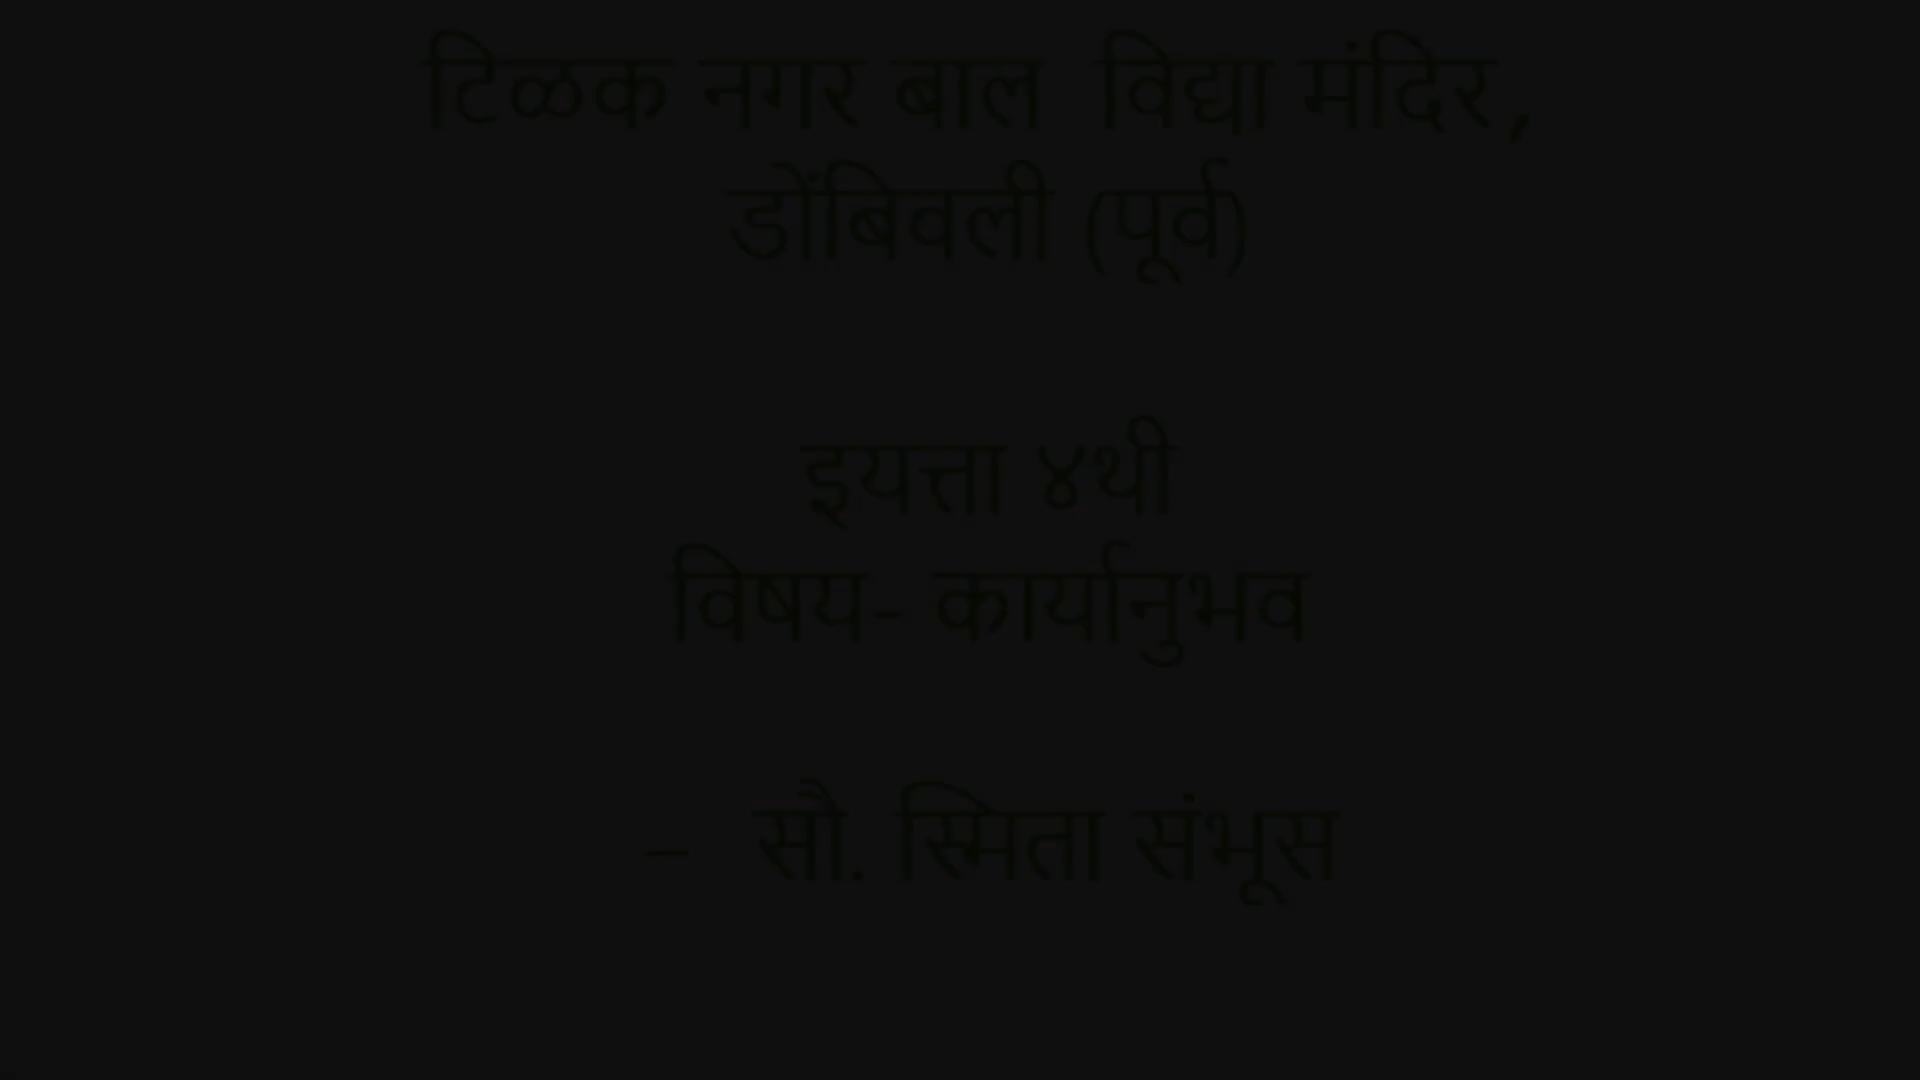 टिळक नगर बाल विद्या मंदिर,
डोंबिवली (पूर्व)
इयत्ता ४थी
विषय- कार्यानुभव
– सौ. स्मिता संभूस